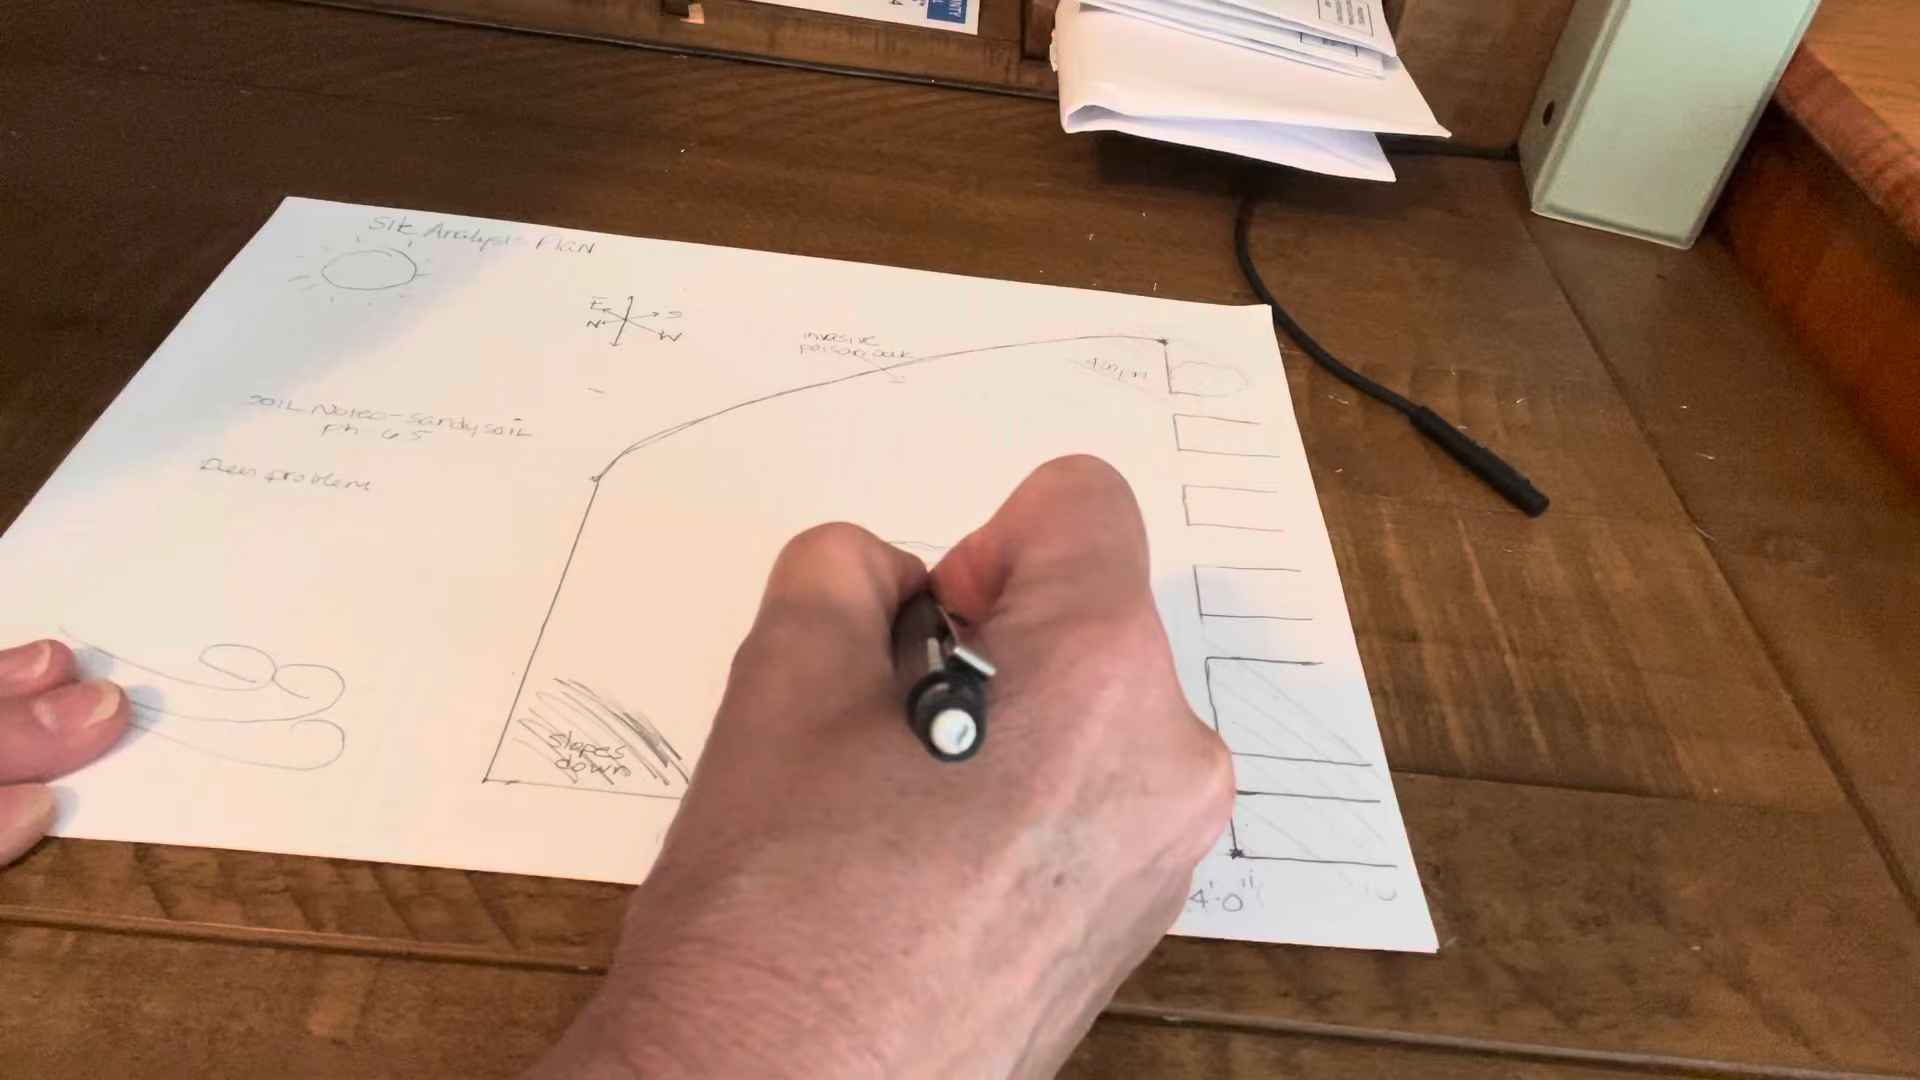 Site Analysis Plan
E
S
N
W
invasive
poison oak
4:00 pm
Soil Notes - sandy soil
ph 6.5
Deer problem
slopes
down
4'-0"